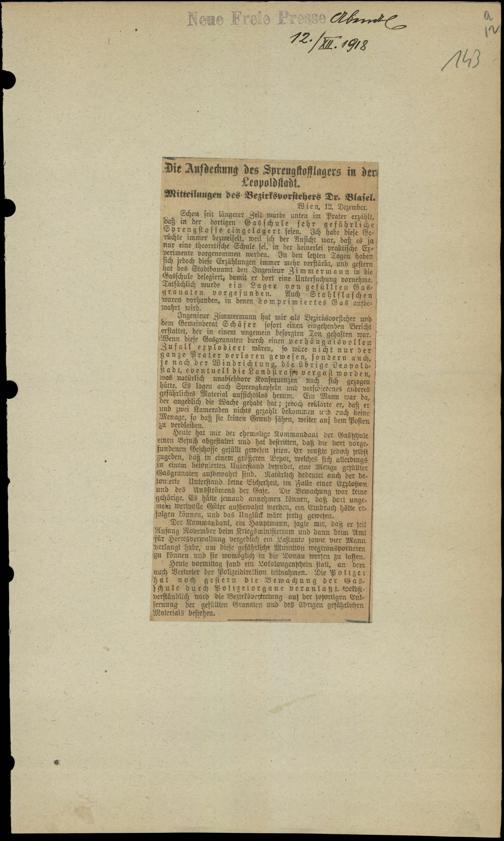 Neue Freie Presse Abendbl
12./XII. 1918
143
Die Aufdeckung des Sprengstofflagers in der
Leopoldstadt.
Mitteilungen des Bezirksvorstehers Dr. Blasel.
Wien, 12. Dezember.
Schon seit längerer Zeit wurde unten im Prater erzählt,
daß in der dortigen Gasschule sehr gefährliche
Sprengstoffe eingelagert seien. Ich habe diese Ge-
rüchte immer bezweifelt, weil ich der Ansicht war, daß es ja
nur eine theoretische Schule sei, in der keinerlei praktische Ex-
perimente vorgenommen werden. In den letzten Tagen haben
sich jedoch diese Erzählungen immer mehr verstärkt, und gestern
hat das Stadtbauamt den Ingenieur Zimmermann in die
Gasschule delegiert, damit er dort eine Untersuchung vornehme.
Tatsächlich wurde ein Lager von gefüllten Gas-
granaten vorgefunden. Auch Stahlflaschen
waren vorhanden, in denen komprimiertes Gas aufbe-
wahrt wird.
Ingenieur Zimmermann hat mir als Bezirksvorsteher und
dem Gemeinderat Schäfer sofort einen eingehenden Bericht
erstattet, der in einem ungemein besorgten Ton gehalten war.
Wenn diese Gasgranaten durch einen verhängnisvollen
Zufall explodiert wären, so wäre nicht nur der
ganze Prater verloren gewesen, sondern auch,
je nach der Windrichtung, die übrige Leopold-
stadt, eventuell die Landstraße vergast worden,
was natürlich unabsehbare Konsequenzen nach sich gezogen
hätte. Es lagen auch Sprengkapseln und verschiedenes anderes
gefährliches Material aufsichtslos herum. Ein Mann war da,
der angeblich die Wache gehabt hat; jedoch erklärte er, daß er
und zwei Kameraden nichts gezahlt bekommen und auch keine
Menage, so daß sie keinen Grund sähen, weiter auf dem Posten
zu verbleiben.
Heute hat mir der ehemalige Kommandant der Gasschule
einen Besuch abgestattet und hat bestritten, daß die dort vorge-
fundenen Geschosse gefüllt gewesen seien. Er mußte jedoch selbst
zugeben, daß in einem größeren Depot, welches sich allerdings
in einem betonierten Unterstand befindet, eine Menge gefüllter
Gasgranaten aufbewahrt sind. Natürlich bedeutet auch der be-
tonierte Unterstand keine Sicherheit, im Falle einer Explosion
und des Ausströmens der Gase. Die Bewachung war keine
gehörige. Es hätte jemand annehmen können, daß dort unge-
mein wertvolle Güter aufbewahrt werden, ein Einbruch hätte er-
folgen können, und das Unglück wäre fertig gewesen.
Der Kommandant, ein Hauptmann, sagte mir, daß er seit
Anfang November beim Kriegsministerium und dann beim Amt
für Heeresverwaltung vergeblich ein Lastauto sowie vier Mann
verlangt habe, um diese gefährliche Munition wegtransportieren
zu können und sie womöglich in die Donau werfen zu lassen.
Heute vormittag fand ein Lokalaugenschein statt, an dem
auch Vertreter der Polizeidirektion teilnahmen. Die Polizei
hat noch gestern die Bewachung der Gas-
schule durch Polizeiorgane veranlaßt. Selbst-
verständlich wird die Bezirksvertretung auf der sofortigen Ent-
fernung der gefüllten Granaten und des übrigen gefährlichen
Materials bestehen.